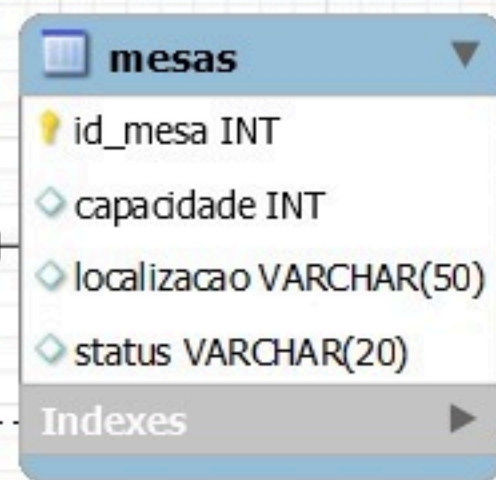 mesas
id_mesa INT
capacidade INT
localizacao VARCHAR(50)
status VARCHAR(20)
Indexes